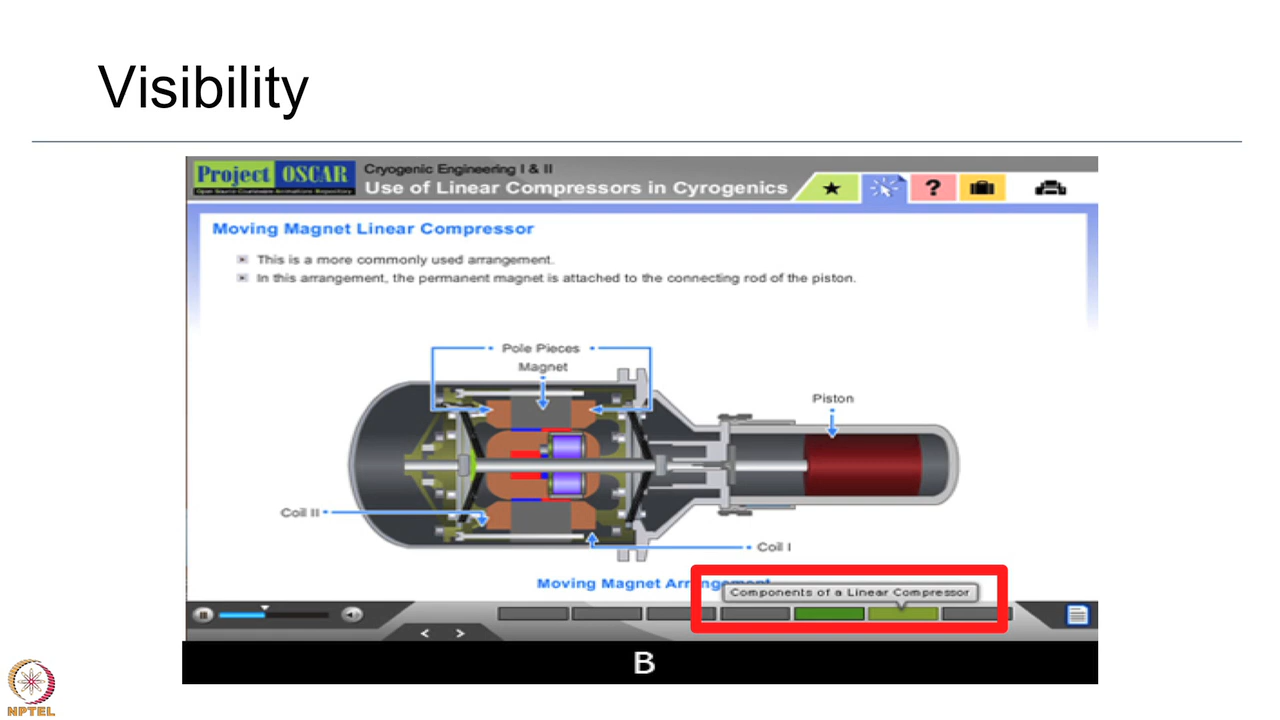 Visibility
Project OSCAR
Open Source Courseware Animations Repository
Cryogenic Engineering I & II
Use of Linear Compressors in Cyrogenics
?
Moving Magnet Linear Compressor
This is a more commonly used arrangement.
In this arrangement, the permanent magnet is attached to the connecting rod of the piston.
Pole Pieces
Magnet
Piston
Coil II
Coil I
Moving Magnet Arrangement
Components of a Linear Compressor
< >
B
NPTEL